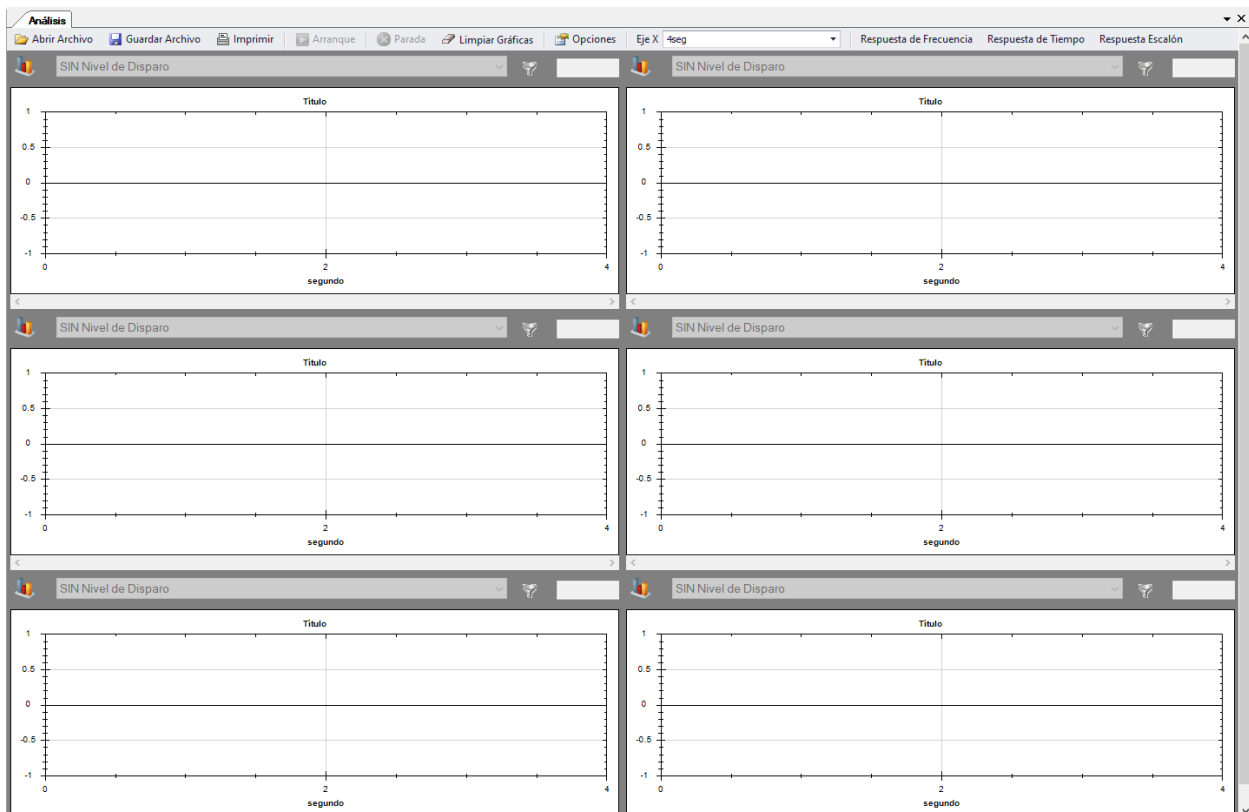 Análisis
Abrir Archivo Guardar Archivo Imprimir Arranque Parada Limpiar Gráficas Opciones Eje X 4seg Respuesta de Frecuencia Respuesta de Tiempo Respuesta Escalón
SIN Nivel de Disparo SIN Nivel de Disparo
Título Título
1 1
0.5 0.5
0 0
-0.5 -0.5
-1 -1
0 2 4 0 2 4
segundo segundo
SIN Nivel de Disparo SIN Nivel de Disparo
Título Título
1 1
0.5 0.5
0 0
-0.5 -0.5
-1 -1
0 2 4 0 2 4
segundo segundo
SIN Nivel de Disparo SIN Nivel de Disparo
Título Título
1 1
0.5 0.5
0 0
-0.5 -0.5
-1 -1
0 2 4 0 2 4
segundo segundo